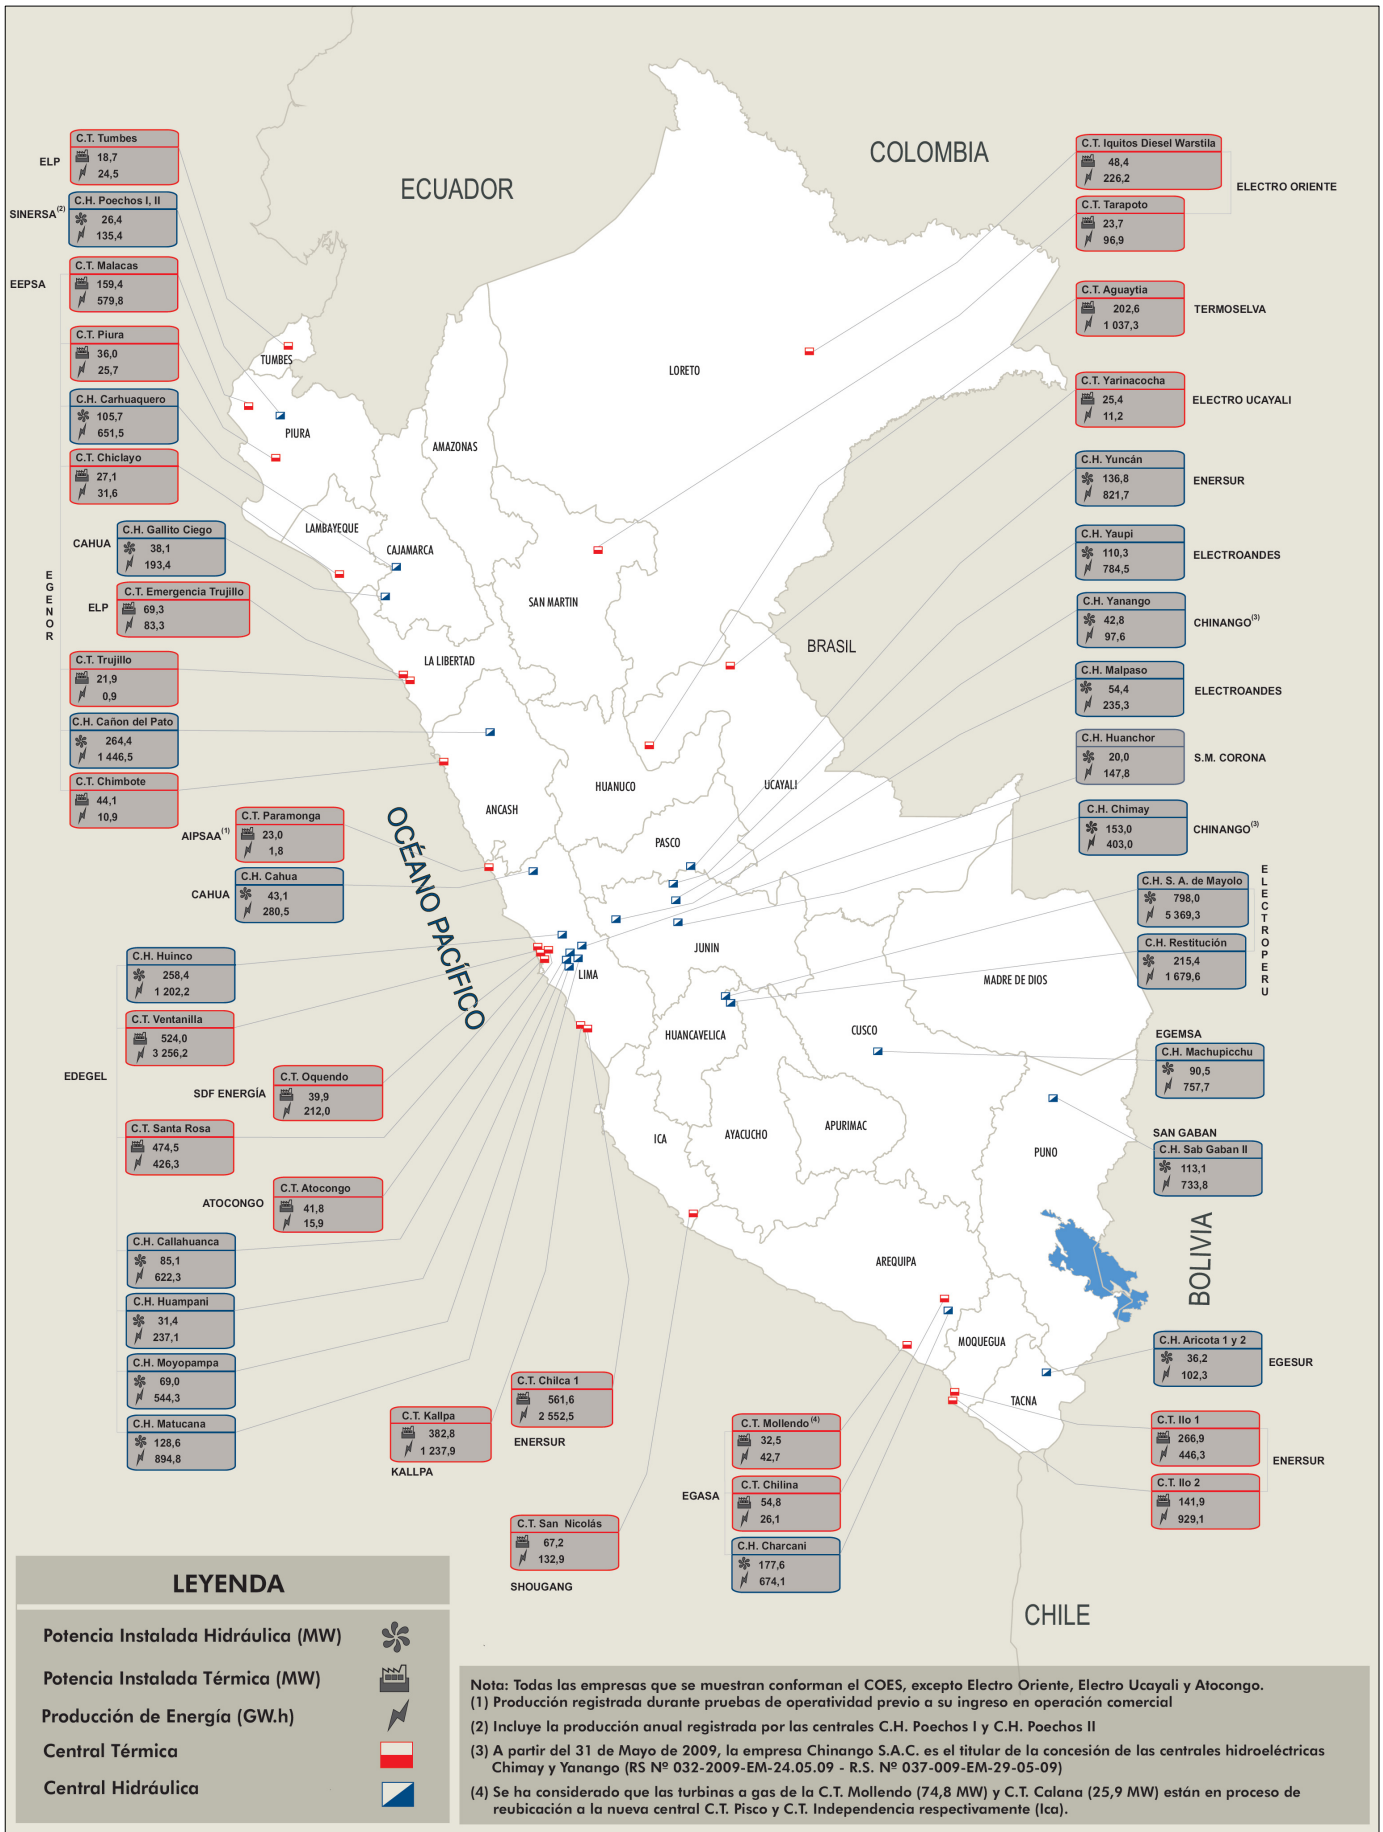 C.T. Tumbes
18,7
24,5
ELP
C.H. Poechos I, II
26,4
135,4
SINERSA(2)
C.T. Malacas
159,4
579,8
EEPSA
C.T. Piura
36,0
25,7
C.H. Carhuaquero
105,7
651,5
C.T. Chiclayo
27,1
31,6
C.H. Gallito Ciego
38,1
193,4
CAHUA
C.T. Emergencia Trujillo
69,3
83,3
ELP
EGENOR
C.T. Trujillo
21,9
0,9
C.H. Cañon del Pato
264,4
1 446,5
C.T. Chimbote
44,1
10,9
C.T. Paramonga
23,0
1,8
AIPSAA(1)
C.H. Cahua
43,1
280,5
CAHUA
C.H. Huinco
258,4
1 202,2
C.T. Ventanilla
524,0
3 256,2
EDEGEL
C.T. Oquendo
39,9
212,0
SDF ENERGÍA
C.T. Santa Rosa
474,5
426,3
C.T. Atocongo
41,8
15,9
ATOCONGO
C.H. Callahuanca
85,1
622,3
C.H. Huampani
31,4
237,1
C.H. Moyopampa
69,0
544,3
C.H. Matucana
128,6
894,8
C.T. Kallpa
382,8
1 237,9
KALLPA
C.T. Chilca 1
561,6
2 552,5
ENERSUR
C.T. San Nicolás
67,2
132,9
SHOUGANG
C.T. Mollendo(4)
32,5
42,7
C.T. Chilina
54,8
26,1
EGASA
C.H. Charcani
177,6
674,1
ECUADOR
COLOMBIA
BRASIL
BOLIVIA
CHILE
OCÉANO PACÍFICO
TUMBES
PIURA
LAMBAYEQUE
CAJAMARCA
AMAZONAS
LORETO
SAN MARTIN
LA LIBERTAD
ANCASH
HUANUCO
UCAYALI
PASCO
JUNIN
LIMA
HUANCAVELICA
CUSCO
MADRE DE DIOS
ICA
AYACUCHO
APURIMAC
PUNO
AREQUIPA
MOQUEGUA
TACNA
C.T. Iquitos Diesel Warstila
48,4
226,2
ELECTRO ORIENTE
C.T. Tarapoto
23,7
96,9
C.T. Aguaytia
202,6
1 037,3
TERMOSELVA
C.T. Yarinacocha
25,4
11,2
ELECTRO UCAYALI
C.H. Yuncán
136,8
821,7
ENERSUR
C.H. Yaupi
110,3
784,5
ELECTROANDES
C.H. Yanango
42,8
97,6
CHINANGO(3)
C.H. Malpaso
54,4
235,3
ELECTROANDES
C.H. Huanchor
20,0
147,8
S.M. CORONA
C.H. Chimay
153,0
403,0
CHINANGO(3)
C.H. S. A. de Mayolo
798,0
5 369,3
C.H. Restitución
215,4
1 679,6
ELECTROPERU
EGEMSA
C.H. Machupicchu
90,5
757,7
SAN GABAN
C.H. Sab Gaban II
113,1
733,8
C.H. Aricota 1 y 2
36,2
102,3
EGESUR
C.T. Ilo 1
266,9
446,3
ENERSUR
C.T. Ilo 2
141,9
929,1
LEYENDA
Potencia Instalada Hidráulica (MW)
Potencia Instalada Térmica (MW)
Producción de Energía (GW.h)
Central Térmica
Central Hidráulica
Nota: Todas las empresas que se muestran conforman el COES, excepto Electro Oriente, Electro Ucayali y Atocongo.
(1) Producción registrada durante pruebas de operatividad previo a su ingreso en operación comercial
(2) Incluye la producción anual registrada por las centrales C.H. Poechos I y C.H. Poechos II
(3) A partir del 31 de Mayo de 2009, la empresa Chinango S.A.C. es el titular de la concesión de las centrales hidroeléctricas
Chimay y Yanango (RS Nº 032-2009-EM-24.05.09 - R.S. Nº 037-009-EM-29-05-09)
(4) Se ha considerado que las turbinas a gas de la C.T. Mollendo (74,8 MW) y C.T. Calana (25,9 MW) están en proceso de
reubicación a la nueva central C.T. Pisco y C.T. Independencia respectivamente (Ica).